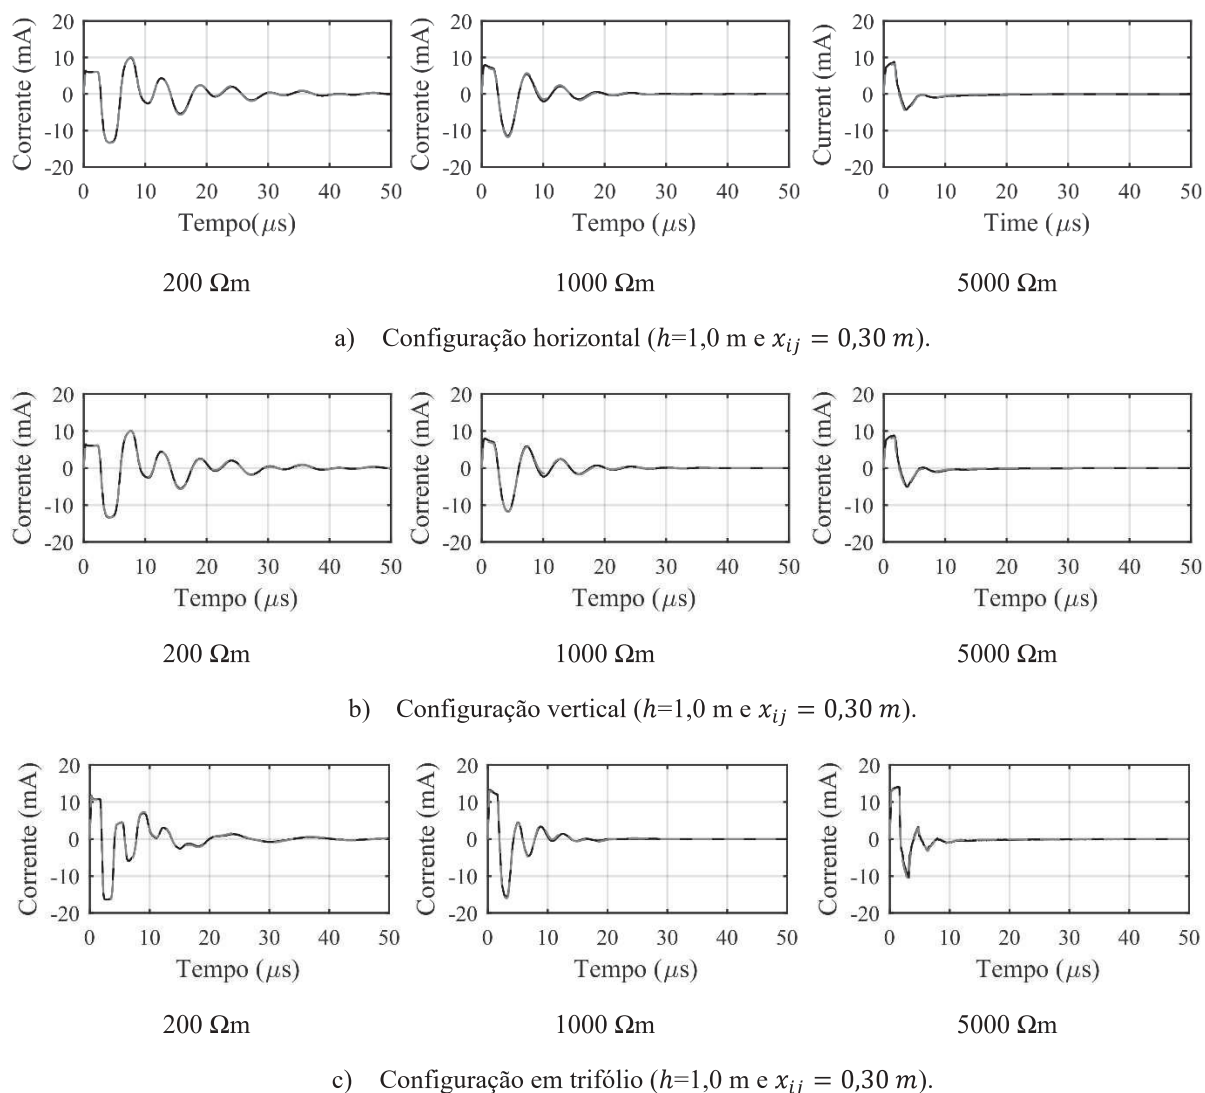 20
10
0
-10
-20
Corrente (mA)
0 10 20 30 40 50
Tempo(μs)
20
10
0
-10
-20
Corrente (mA)
0 10 20 30 40 50
Tempo (μs)
20
10
0
-10
-20
Current (mA)
0 10 20 30 40 50
Time (μs)
200 Ωm 1000 Ωm 5000 Ωm
a) Configuração horizontal (h=1,0 m e x_{ij} = 0,30 m).
20
10
0
-10
-20
Corrente (mA)
0 10 20 30 40 50
Tempo (μs)
20
10
0
-10
-20
Corrente (mA)
0 10 20 30 40 50
Tempo (μs)
20
10
0
-10
-20
Corrente (mA)
0 10 20 30 40 50
Tempo (μs)
200 Ωm 1000 Ωm 5000 Ωm
b) Configuração vertical (h=1,0 m e x_{ij} = 0,30 m).
20
10
0
-10
-20
Corrente (mA)
0 10 20 30 40 50
Tempo (μs)
20
10
0
-10
-20
Corrente (mA)
0 10 20 30 40 50
Tempo (μs)
20
10
0
-10
-20
Corrente (mA)
0 10 20 30 40 50
Tempo (μs)
200 Ωm 1000 Ωm 5000 Ωm
c) Configuração em trifólio (h=1,0 m e x_{ij} = 0,30 m).